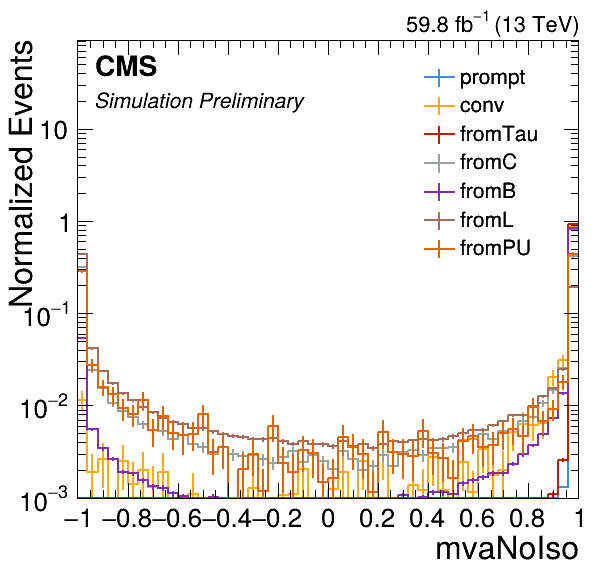 59.8 fb⁻¹ (13 TeV)
CMS
Simulation Preliminary
prompt
conv
fromTau
fromC
fromB
fromL
fromPU
Normalized Events
10
1
10⁻¹
10⁻²
10⁻³
−1 −0.8 −0.6 −0.4 −0.2 0 0.2 0.4 0.6 0.8 1
mvaNoIso